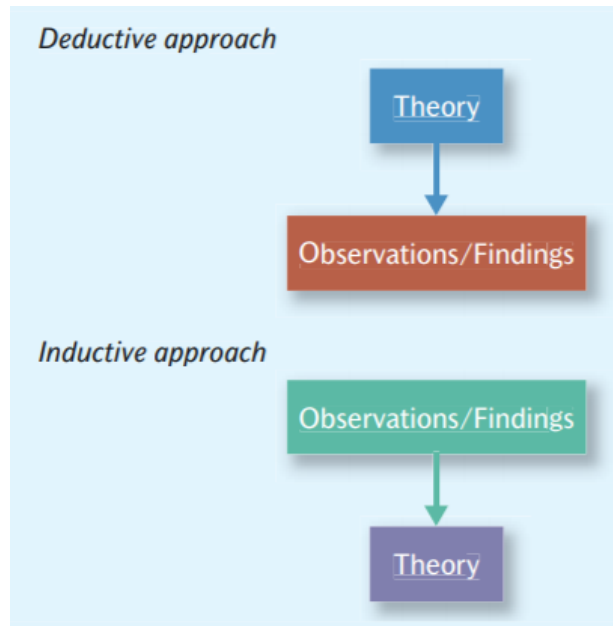 Deductive approach
Theory
Observations/Findings
Inductive approach
Observations/Findings
Theory